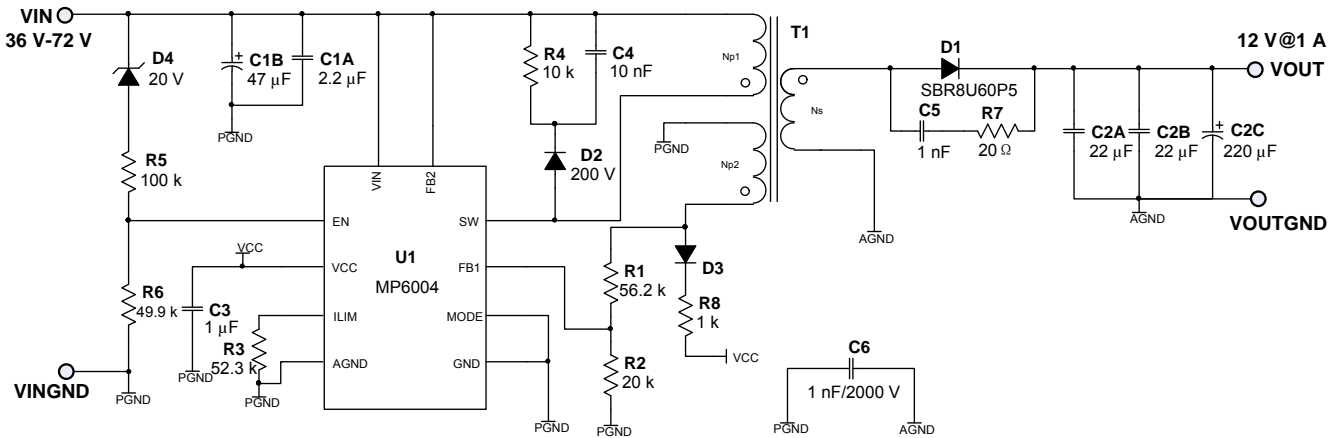 VIN
36 V-72 V
D4
20 V
C1B
47 μF
C1A
2.2 μF
PGND
R4
10 k
C4
10 nF
Np1
T1
D1
SBR8U60P5
12 V@1 A
VOUT
Ns
C5
1 nF
R7
20 Ω
C2A
22 μF
C2B
22 μF
C2C
220 μF
R5
100 k
VIN
FB2
D2
200 V
PGND
Np2
AGND
AGND
VOUTGND
EN
SW
VCC
VCC
U1
MP6004
FB1
R1
56.2 k
D3
R6
49.9 k
C3
1 μF
ILIM
MODE
R8
1 k
R3
52.3 k
AGND
GND
R2
20 k
VCC
C6
1 nF/2000 V
VINGND
PGND
PGND
PGND
PGND
PGND
PGND
AGND